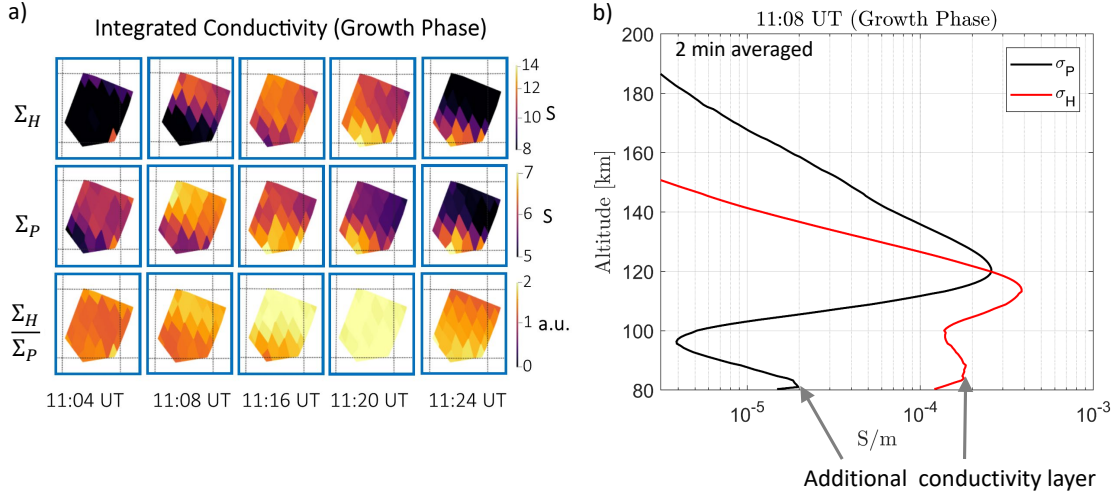 a)
Integrated Conductivity (Growth Phase)
Σ_H
14
12
10
8
S
Σ_P
7
6
5
S
Σ_H
Σ_P
2
1
0
a.u.
11:04 UT 11:08 UT 11:16 UT 11:20 UT 11:24 UT
b)
11:08 UT (Growth Phase)
2 min averaged
σ_P
σ_H
Altitude [km]
200
180
160
140
120
100
80
10^-5 10^-4 10^-3
S/m
Additional conductivity layer